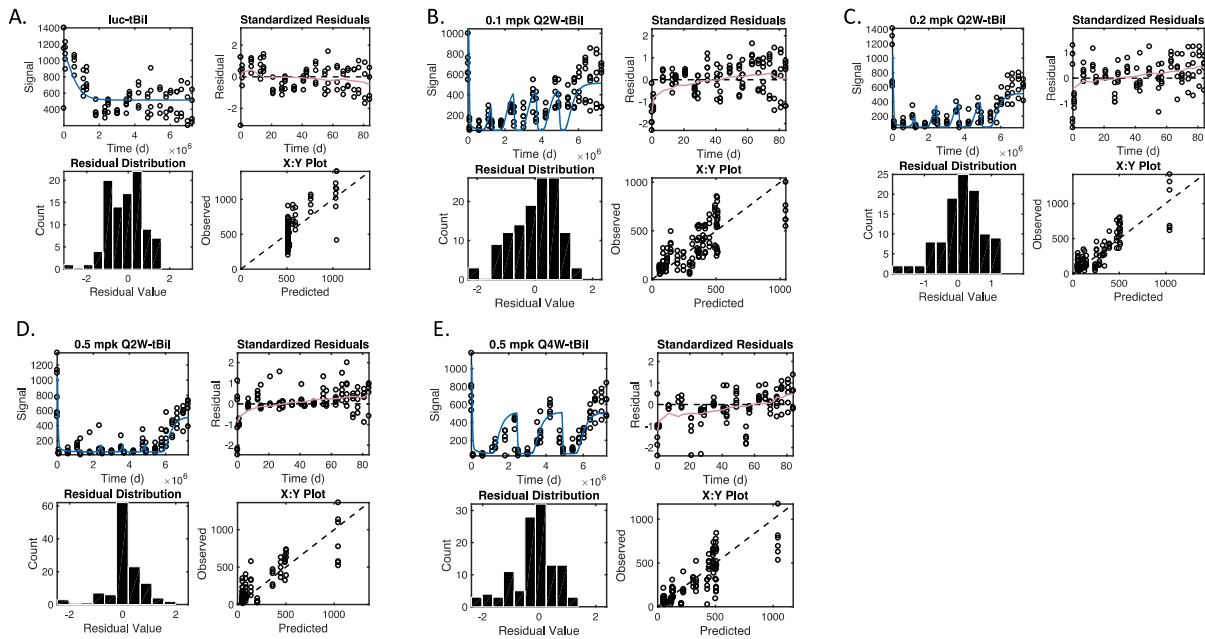 A.
luc-tBil
1400
1200
1000
8000
6000
4000
2000
Signal
0
2
4
6
Time (d)
×10⁶
Standardized Residuals
2
0
-2
Residual
0
20
40
60
80
Time (d)
Residual Distribution
20
15
10
5
0
Count
-2
0
2
Residual Value
X:Y Plot
1000
500
0
Observed
0
500
1000
Predicted
B.
0.1 mpk Q2W-tBil
1000
800
600
400
200
Signal
0
2
4
6
Time (d)
×10⁶
Standardized Residuals
2
1
0
-1
-2
Residual
0
20
40
60
80
Time (d)
Residual Distribution
20
10
0
Count
-2
0
2
Residual Value
X:Y Plot
1000
500
0
Observed
0
500
1000
Predicted
C.
0.2 mpk Q2W-tBil
1400
1200
1000
800
600
400
200
Signal
0
2
4
6
Time (d)
×10⁶
Standardized Residuals
1
0
-1
Residual
0
20
40
60
80
Time (d)
Residual Distribution
25
20
15
10
5
0
Count
-1
0
1
Residual Value
X:Y Plot
1000
500
0
Observed
0
500
1000
Predicted
D.
0.5 mpk Q2W-tBil
1200
1000
800
600
400
200
Signal
0
2
4
6
Time (d)
×10⁶
Standardized Residuals
2
1
0
-1
-2
Residual
0
20
40
60
80
Time (d)
Residual Distribution
60
40
20
0
Count
-2
0
2
Residual Value
X:Y Plot
1000
500
0
Observed
0
500
1000
Predicted
E.
0.5 mpk Q4W-tBil
1000
800
600
400
200
Signal
0
2
4
6
Time (d)
×10⁶
Standardized Residuals
2
1
0
-1
-2
Residual
0
20
40
60
80
Time (d)
Residual Distribution
30
20
10
0
Count
-2
0
2
Residual Value
X:Y Plot
1000
500
0
Observed
0
500
1000
Predicted